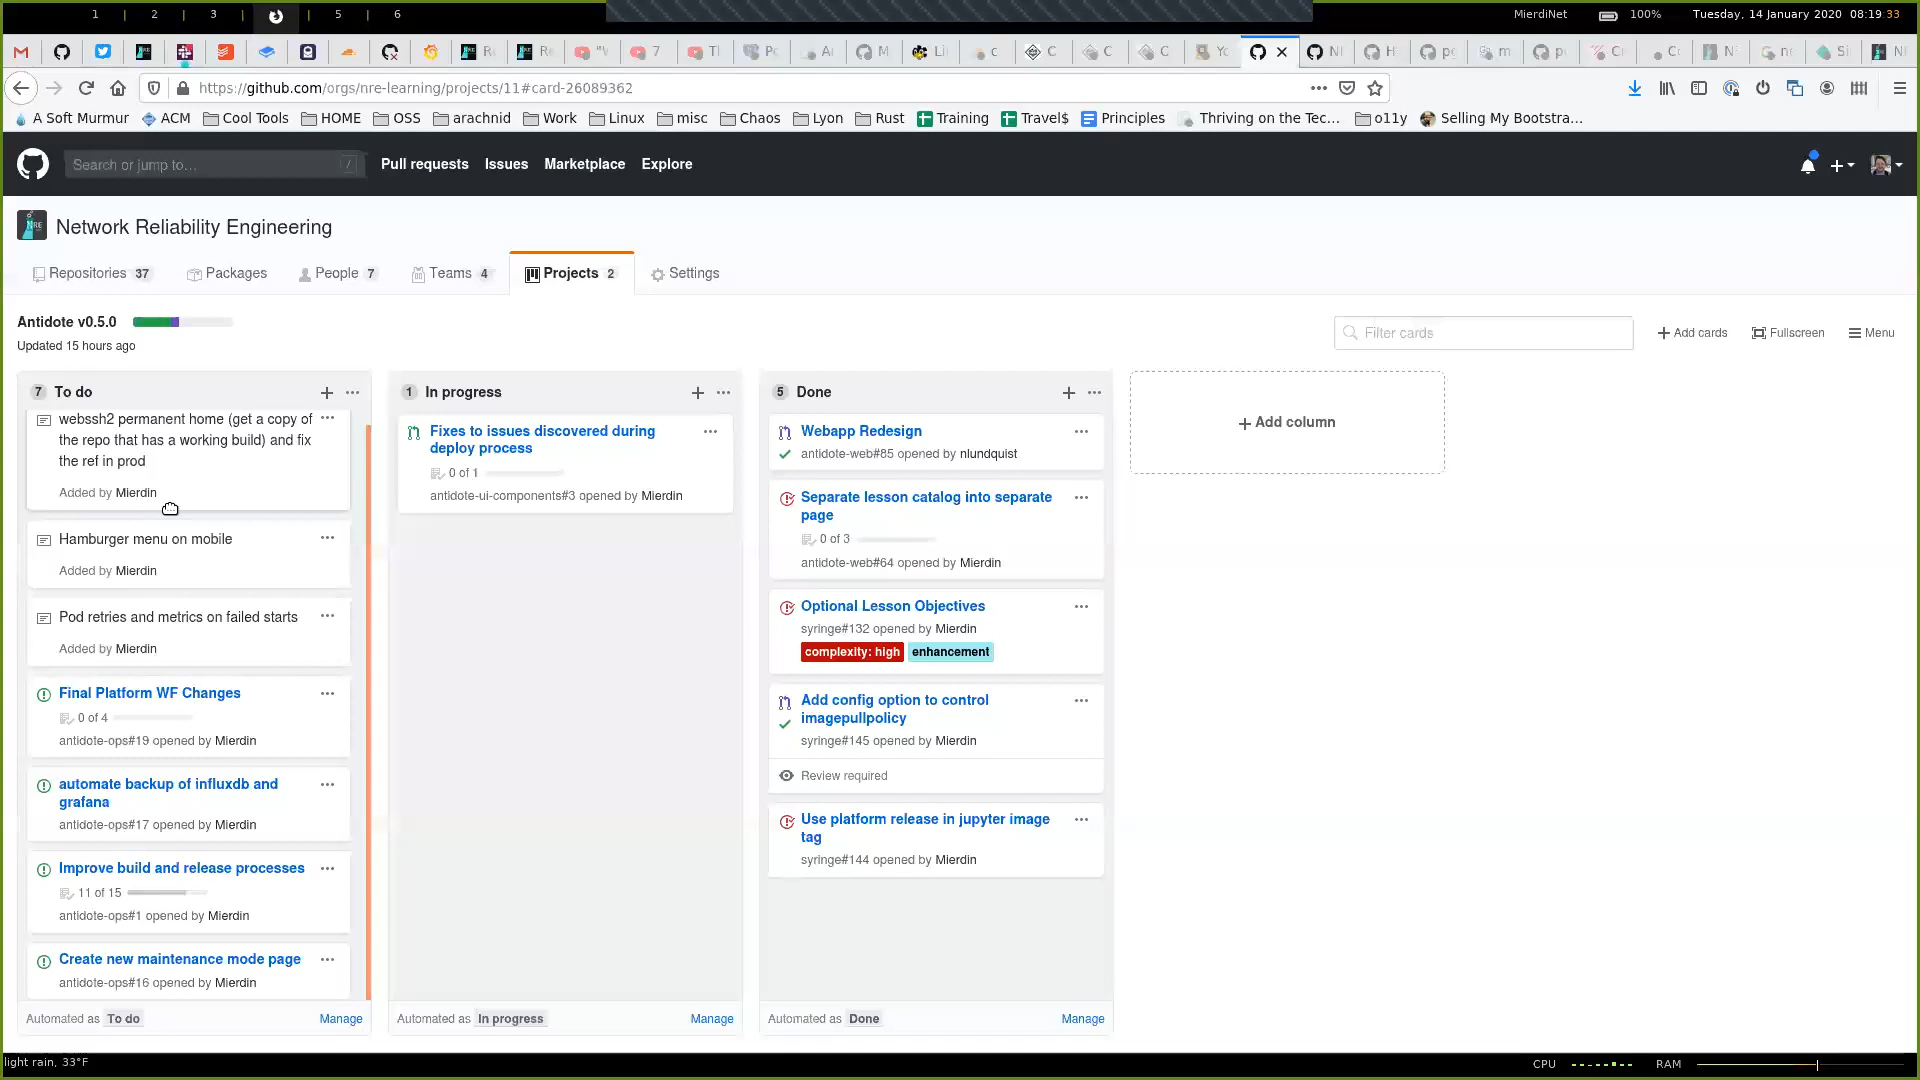 1 | 2 | 3 | | 5 | 6
MierdiNet 100% Tuesday, 14 January 2020 08:19:33
https://github.com/orgs/nre-learning/projects/11#card-26089362
A Soft Murmur ACM Cool Tools HOME OSS arachnid Work Linux misc Chaos Lyon Rust Training Travel$ Principles Thriving on the Tec... o11y Selling My Bootstra...
Search or jump to... / Pull requests Issues Marketplace Explore
Network Reliability Engineering
Repositories 37 Packages People 7 Teams 4 Projects 2 Settings
Antidote v0.5.0
Updated 15 hours ago
Filter cards
Add cards Fullscreen Menu
7 To do
webssh2 permanent home (get a copy of
the repo that has a working build) and fix
the ref in prod
Added by Mierdin
Hamburger menu on mobile
Added by Mierdin
Pod retries and metrics on failed starts
Added by Mierdin
Final Platform WF Changes
0 of 4
antidote-ops#19 opened by Mierdin
automate backup of influxdb and
grafana
antidote-ops#17 opened by Mierdin
Improve build and release processes
11 of 15
antidote-ops#1 opened by Mierdin
Create new maintenance mode page
antidote-ops#16 opened by Mierdin
Automated as To do Manage
1 In progress
Fixes to issues discovered during
deploy process
0 of 1
antidote-ui-components#3 opened by Mierdin
Automated as In progress Manage
5 Done
Webapp Redesign
antidote-web#85 opened by nlundquist
Separate lesson catalog into separate
page
0 of 3
antidote-web#64 opened by Mierdin
Optional Lesson Objectives
syringe#132 opened by Mierdin
complexity: high enhancement
Add config option to control
imagepullpolicy
syringe#145 opened by Mierdin
Review required
Use platform release in jupyter image
tag
syringe#144 opened by Mierdin
Automated as Done Manage
Add column
light rain, 33°F
CPU RAM